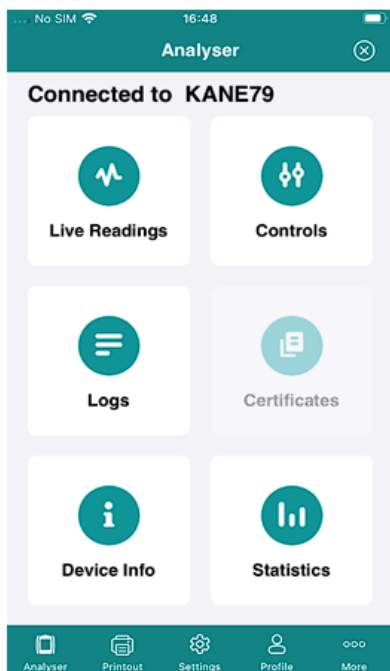 .... No SIM 16:48
Analyser
Connected to KANE79
Live Readings Controls
Logs Certificates
Device Info Statistics
Analyser Printout Settings Profile More